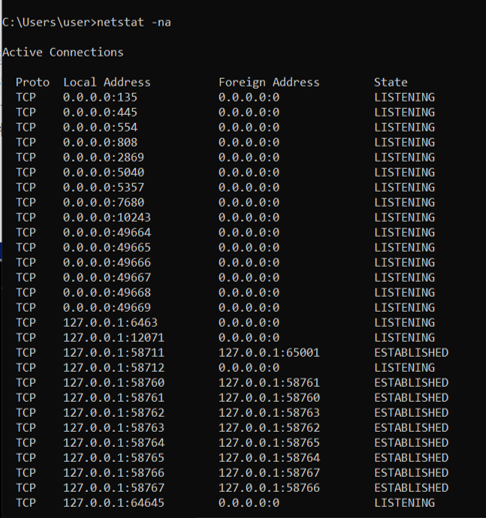 C:\Users\user>netstat -na
Active Connections
Proto Local Address Foreign Address State
TCP 0.0.0.0:135 0.0.0.0:0 LISTENING
TCP 0.0.0.0:445 0.0.0.0:0 LISTENING
TCP 0.0.0.0:554 0.0.0.0:0 LISTENING
TCP 0.0.0.0:808 0.0.0.0:0 LISTENING
TCP 0.0.0.0:2869 0.0.0.0:0 LISTENING
TCP 0.0.0.0:5040 0.0.0.0:0 LISTENING
TCP 0.0.0.0:5357 0.0.0.0:0 LISTENING
TCP 0.0.0.0:7680 0.0.0.0:0 LISTENING
TCP 0.0.0.0:10243 0.0.0.0:0 LISTENING
TCP 0.0.0.0:49664 0.0.0.0:0 LISTENING
TCP 0.0.0.0:49665 0.0.0.0:0 LISTENING
TCP 0.0.0.0:49666 0.0.0.0:0 LISTENING
TCP 0.0.0.0:49667 0.0.0.0:0 LISTENING
TCP 0.0.0.0:49668 0.0.0.0:0 LISTENING
TCP 0.0.0.0:49669 0.0.0.0:0 LISTENING
TCP 127.0.0.1:6463 0.0.0.0:0 LISTENING
TCP 127.0.0.1:12071 0.0.0.0:0 LISTENING
TCP 127.0.0.1:58711 127.0.0.1:65001 ESTABLISHED
TCP 127.0.0.1:58712 0.0.0.0:0 LISTENING
TCP 127.0.0.1:58760 127.0.0.1:58761 ESTABLISHED
TCP 127.0.0.1:58761 127.0.0.1:58760 ESTABLISHED
TCP 127.0.0.1:58762 127.0.0.1:58763 ESTABLISHED
TCP 127.0.0.1:58763 127.0.0.1:58762 ESTABLISHED
TCP 127.0.0.1:58764 127.0.0.1:58765 ESTABLISHED
TCP 127.0.0.1:58765 127.0.0.1:58764 ESTABLISHED
TCP 127.0.0.1:58766 127.0.0.1:58767 ESTABLISHED
TCP 127.0.0.1:58767 127.0.0.1:58766 ESTABLISHED
TCP 127.0.0.1:64645 0.0.0.0:0 LISTENING